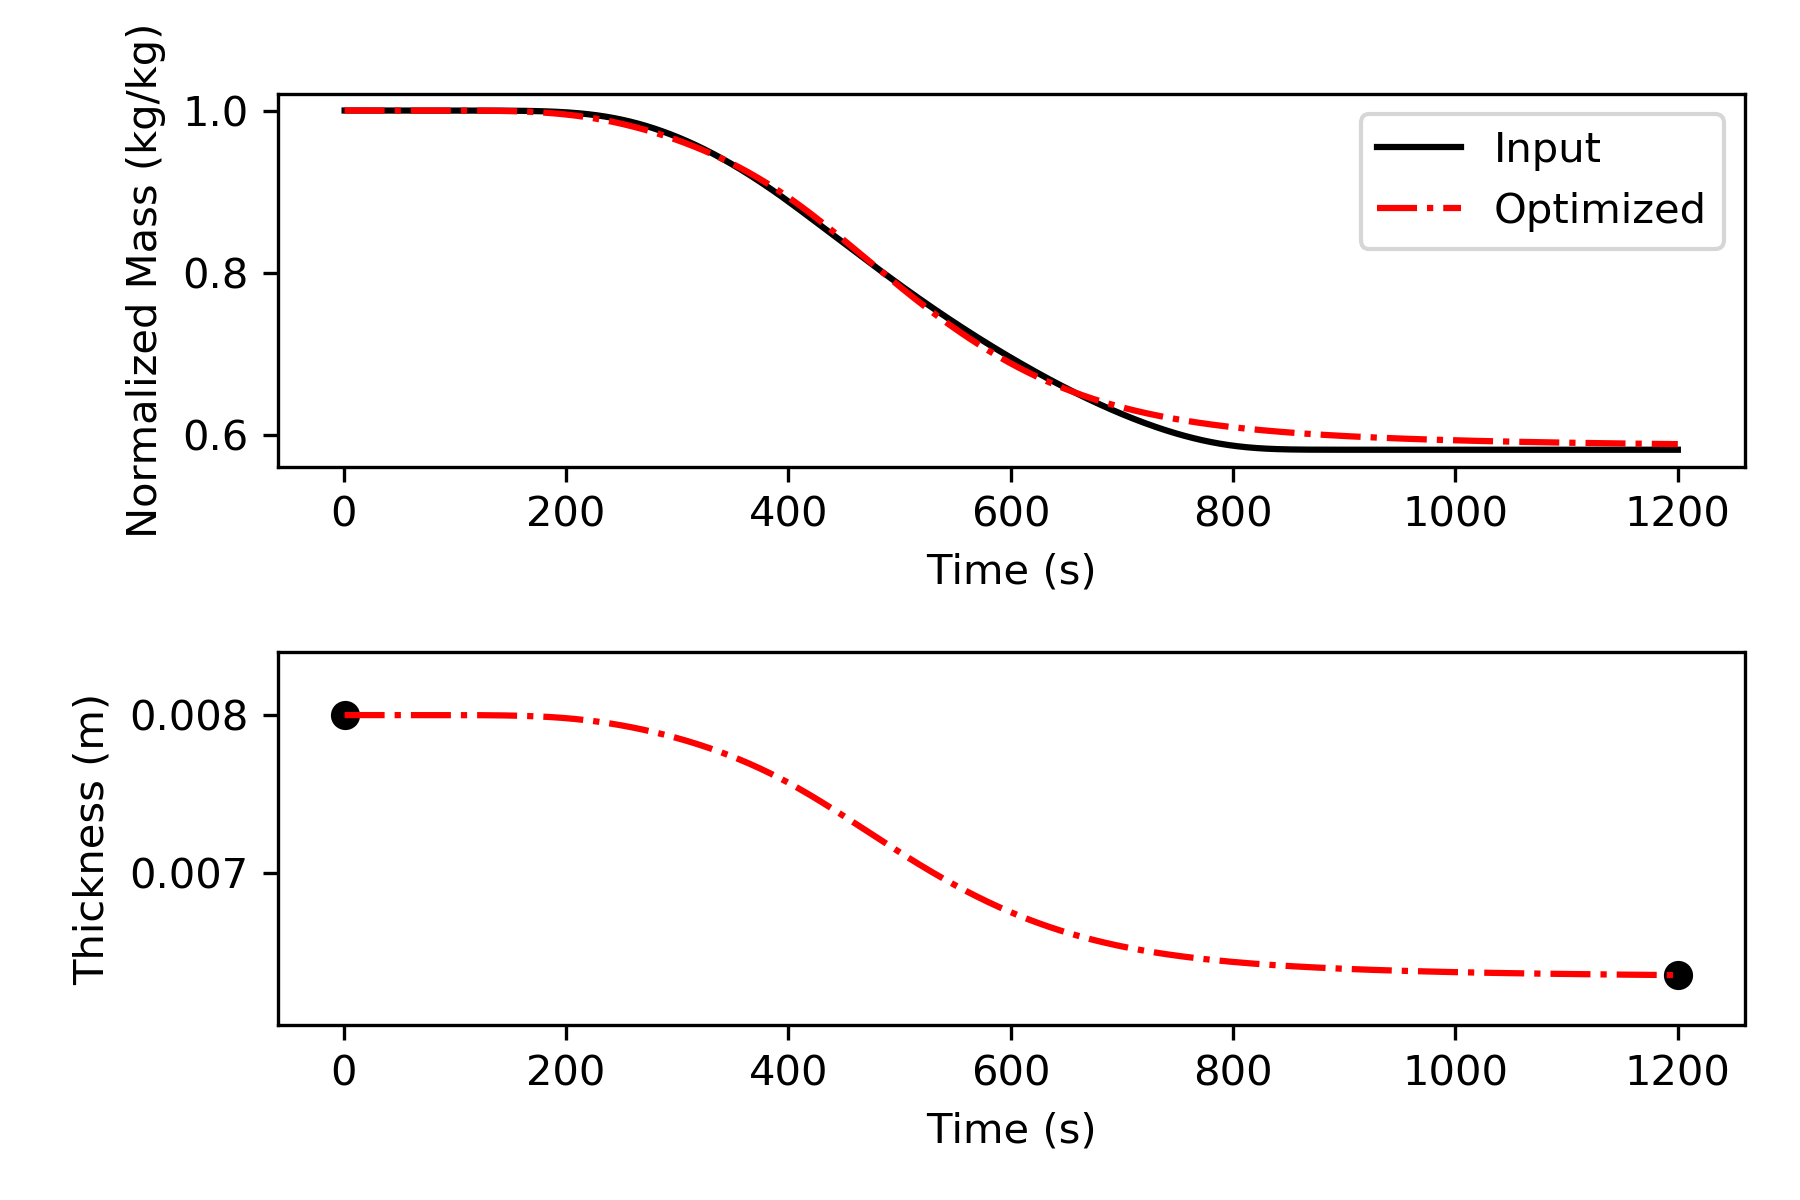 Normalized Mass (kg/kg)
1.0
0.8
0.6
Input
Optimized
0 200 400 600 800 1000 1200
Time (s)
Thickness (m)
0.008
0.007
0 200 400 600 800 1000 1200
Time (s)